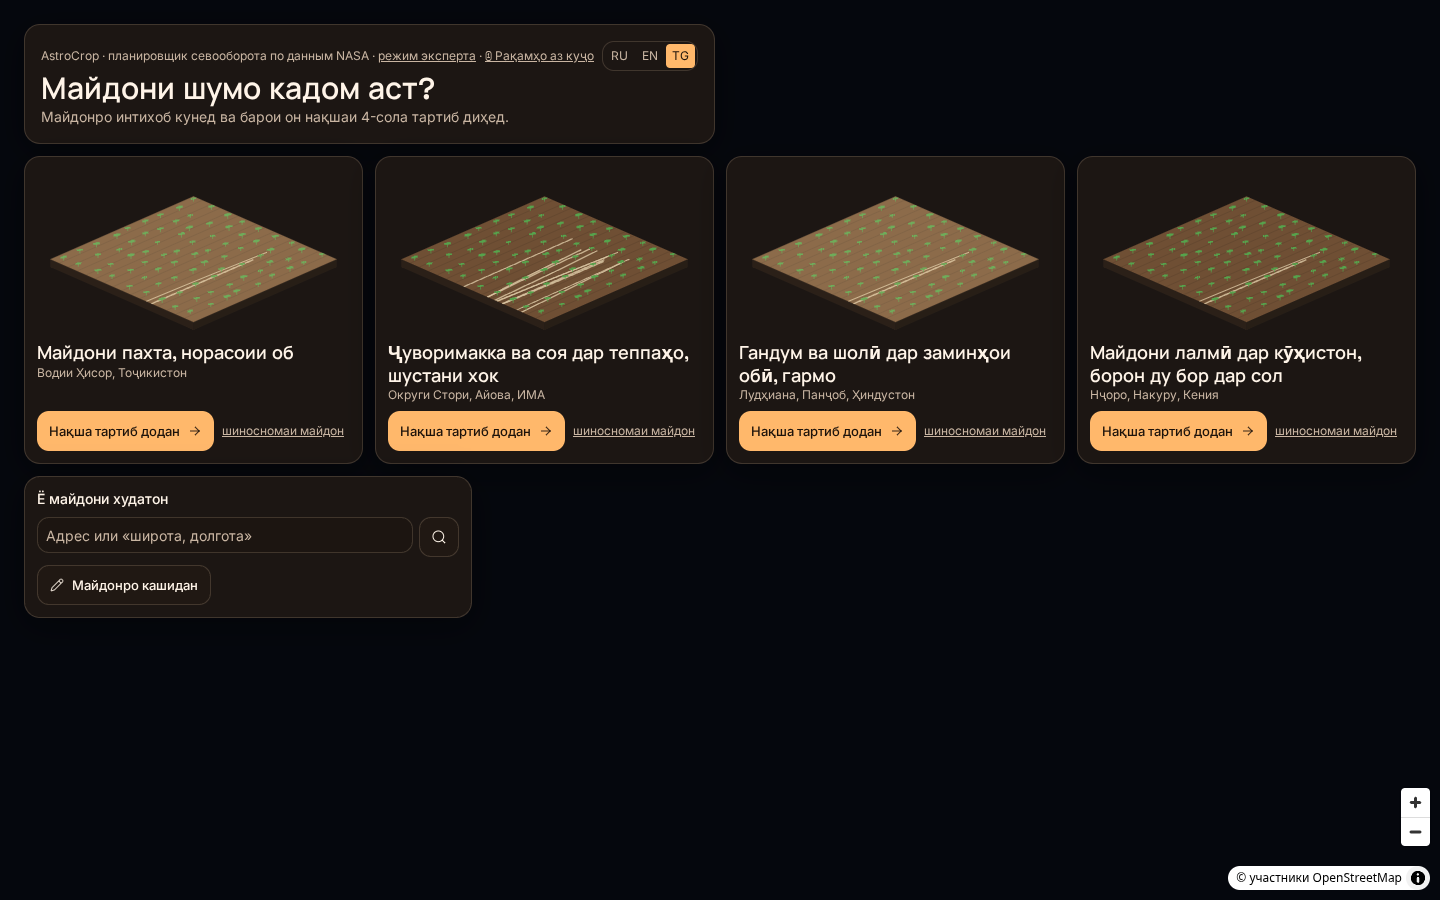 AstroCrop · планировщик севооборота по данным NASA · режим эксперта · Рақамҳо аз куҷо
RU EN TG
Майдони шумо кадом аст?
Майдонро интихоб кунед ва барои он нақшаи 4-сола тартиб диҳед.
Майдони пахта, норасоии об
Водии Ҳисор, Тоҷикистон
Нақша тартиб додан → шиносномаи майдон
Ҷуворимакка ва соя дар теппаҳо,
шустани хок
Округи Стори, Айова, ИМА
Нақша тартиб додан → шиносномаи майдон
Гандум ва шолӣ дар заминҳои
обӣ, гармо
Лудҳиана, Панҷоб, Ҳиндустон
Нақша тартиб додан → шиносномаи майдон
Майдони лалмӣ дар кӯҳистон,
борон ду бор дар сол
Нҷоро, Накуру, Кения
Нақша тартиб додан → шиносномаи майдон
Ё майдони худатон
Адрес или «широта, долгота»
Майдонро кашидан
© участники OpenStreetMap